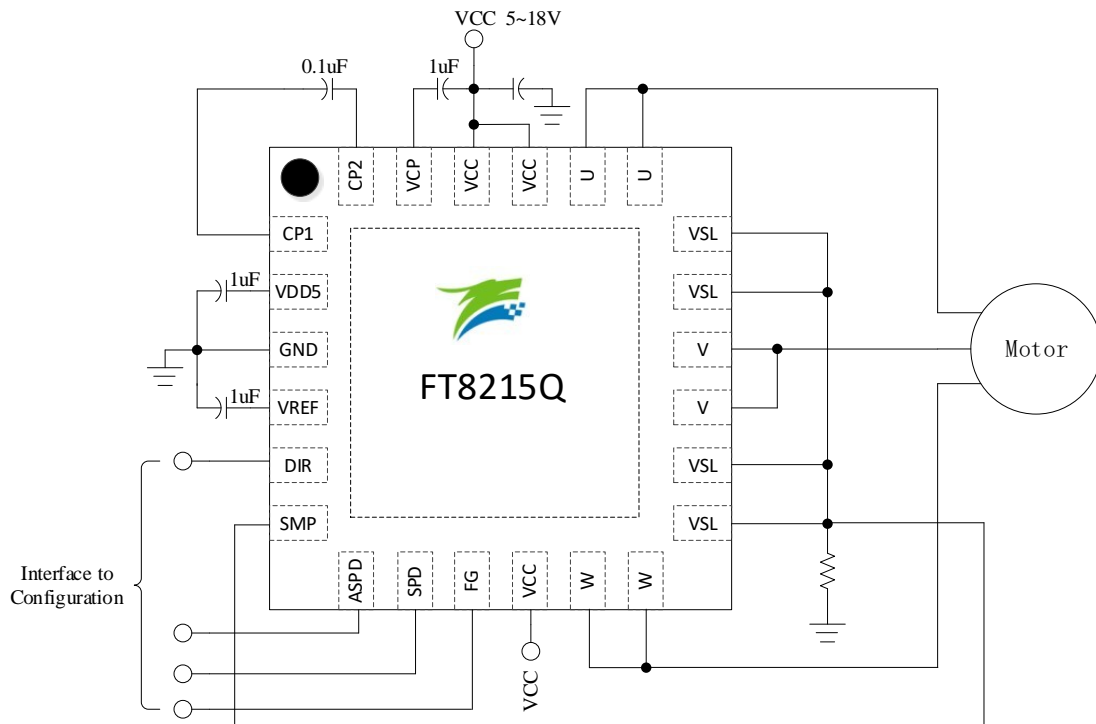 VCC 5~18V
0.1uF
1uF
CP2
VCP
VCC
VCC
U
U
CP1
VSL
1uF
VDD5
VSL
GND
V
Motor
FT8215Q
1uF
VREF
V
DIR
VSL
SMP
VSL
Interface to
Configuration
ASPD
SPD
FG
VCC
W
W
VCC